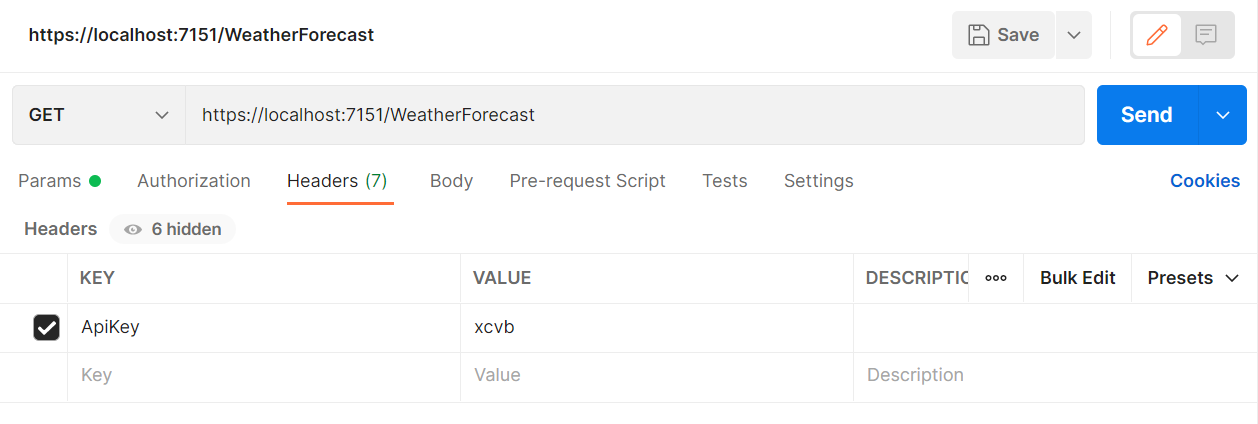 https://localhost:7151/WeatherForecast Save
GET https://localhost:7151/WeatherForecast Send
Params Authorization Headers (7) Body Pre-request Script Tests Settings Cookies
Headers 6 hidden
KEY VALUE DESCRIPTIC ooo Bulk Edit Presets
ApiKey xcvb
Key Value Description